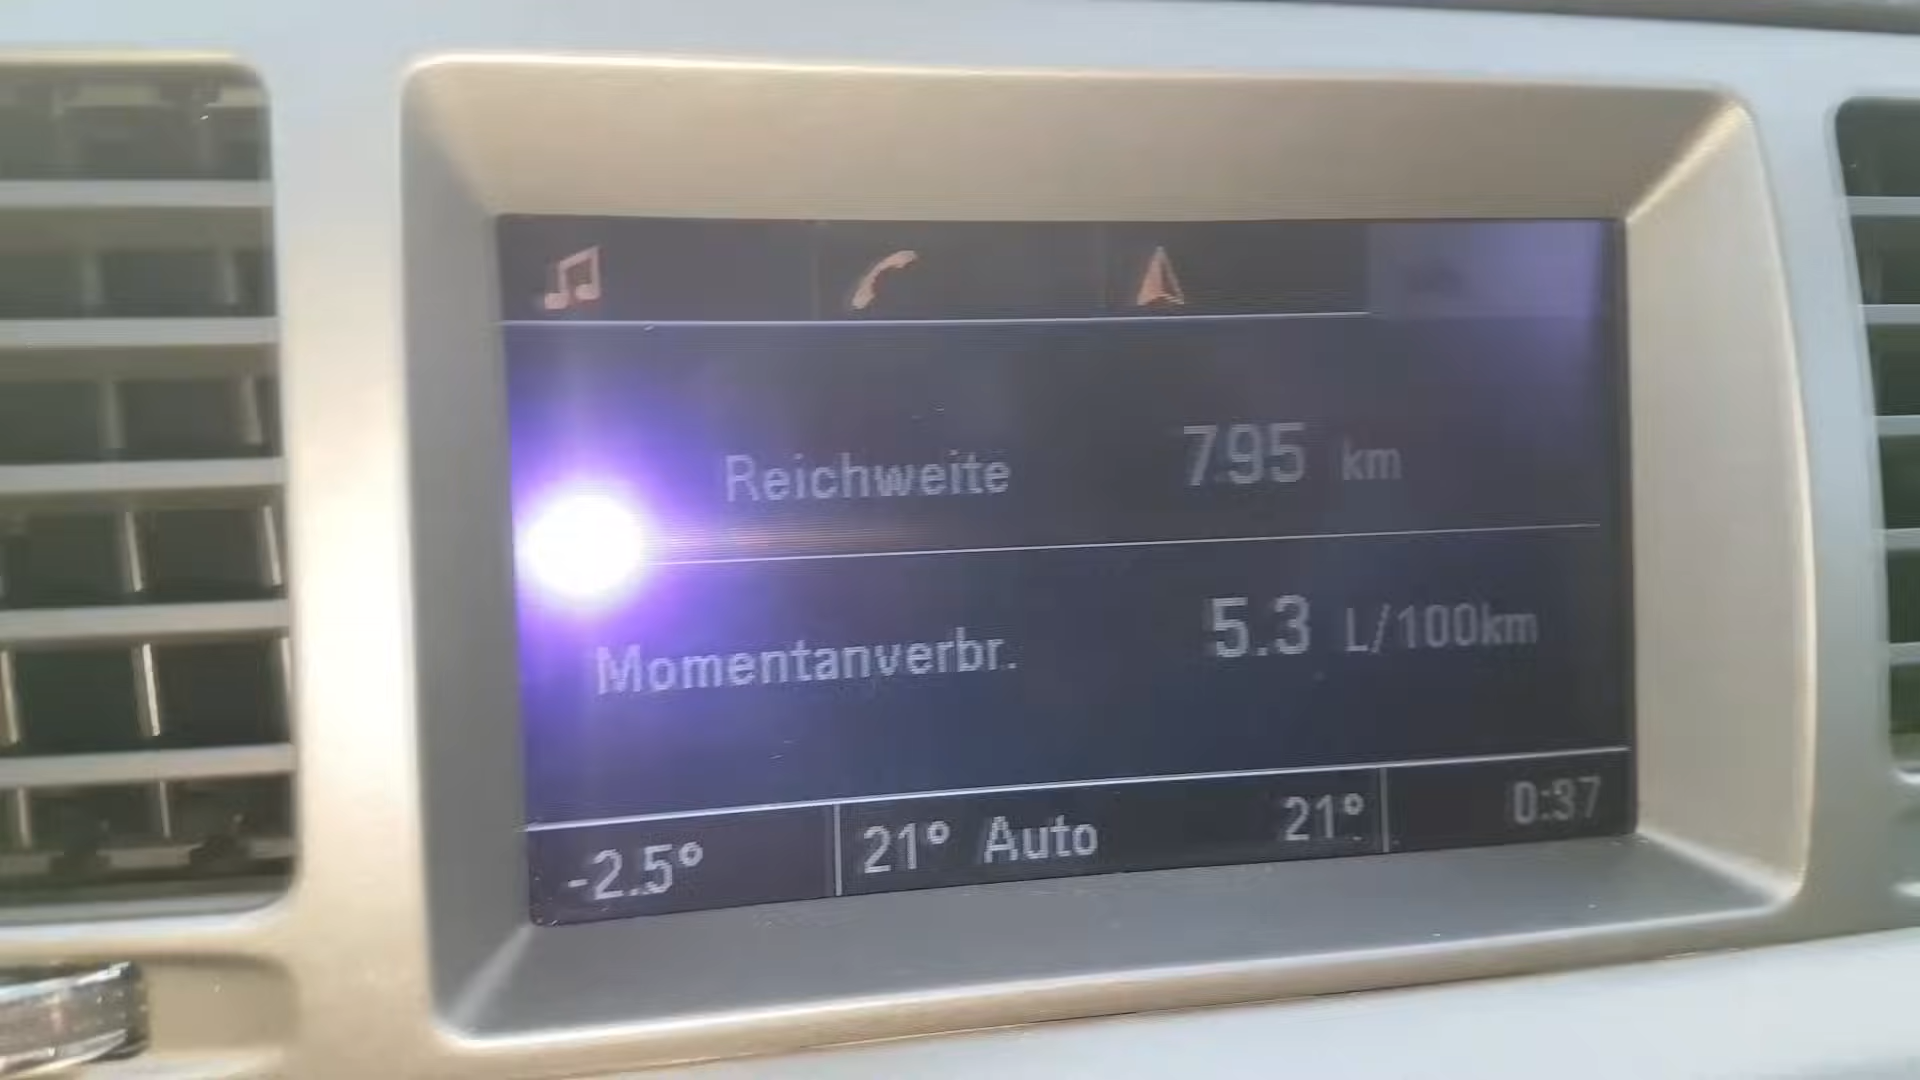 Reichweite 795 km
Momentanverbr. 5.3 L/100km
-2.5° 21° Auto 21° 0:37